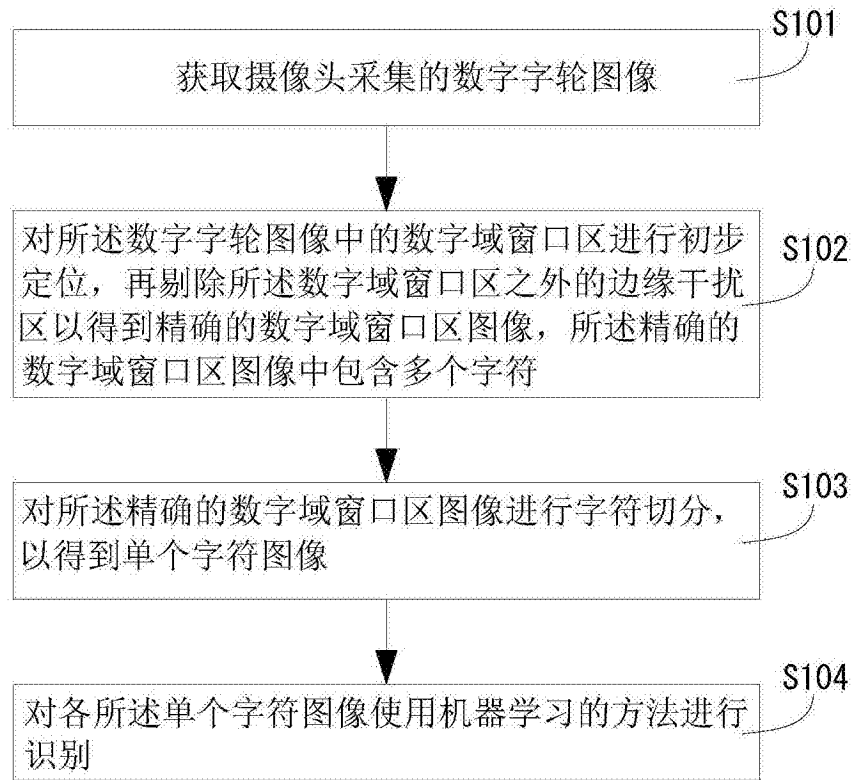 S101
获取摄像头采集的数字字轮图像
S102
对所述数字字轮图像中的数字域窗口区进行初步
定位，再剔除所述数字域窗口区之外的边缘干扰
区以得到精确的数字域窗口区图像，所述精确的
数字域窗口区图像中包含多个字符
S103
对所述精确的数字域窗口区图像进行字符切分，
以得到单个字符图像
S104
对各所述单个字符图像使用机器学习的方法进行
识别